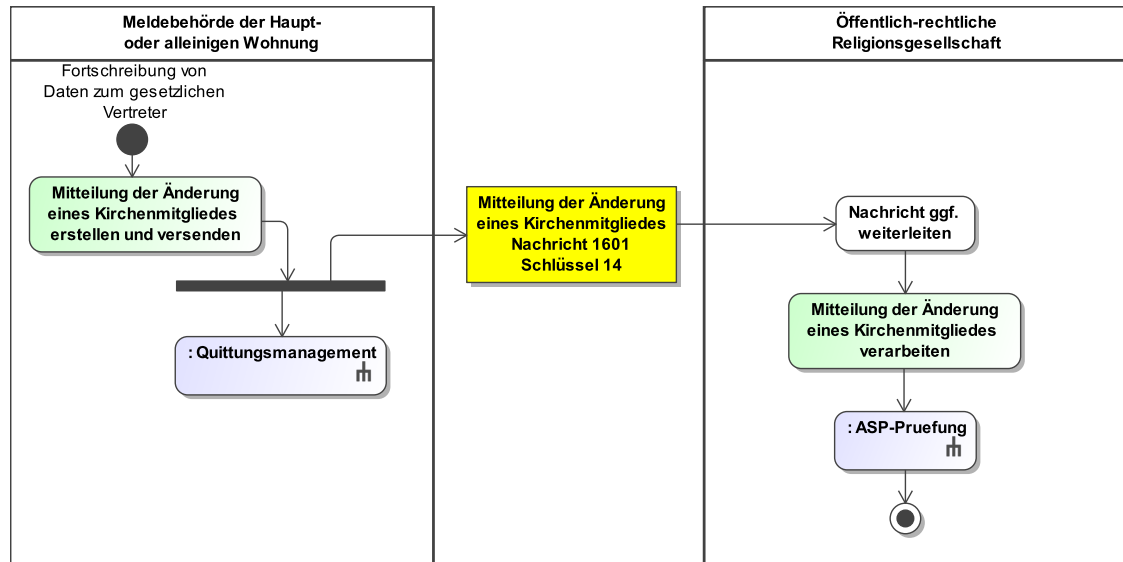 Meldebehörde der Haupt-
oder alleinigen Wohnung
Fortschreibung von
Daten zum gesetzlichen
Vertreter
Mitteilung der Änderung
eines Kirchenmitgliedes
erstellen und versenden
: Quittungsmanagement
Mitteilung der Änderung
eines Kirchenmitgliedes
Nachricht 1601
Schlüssel 14
Öffentlich-rechtliche
Religionsgesellschaft
Nachricht ggf.
weiterleiten
Mitteilung der Änderung
eines Kirchenmitgliedes
verarbeiten
: ASP-Pruefung